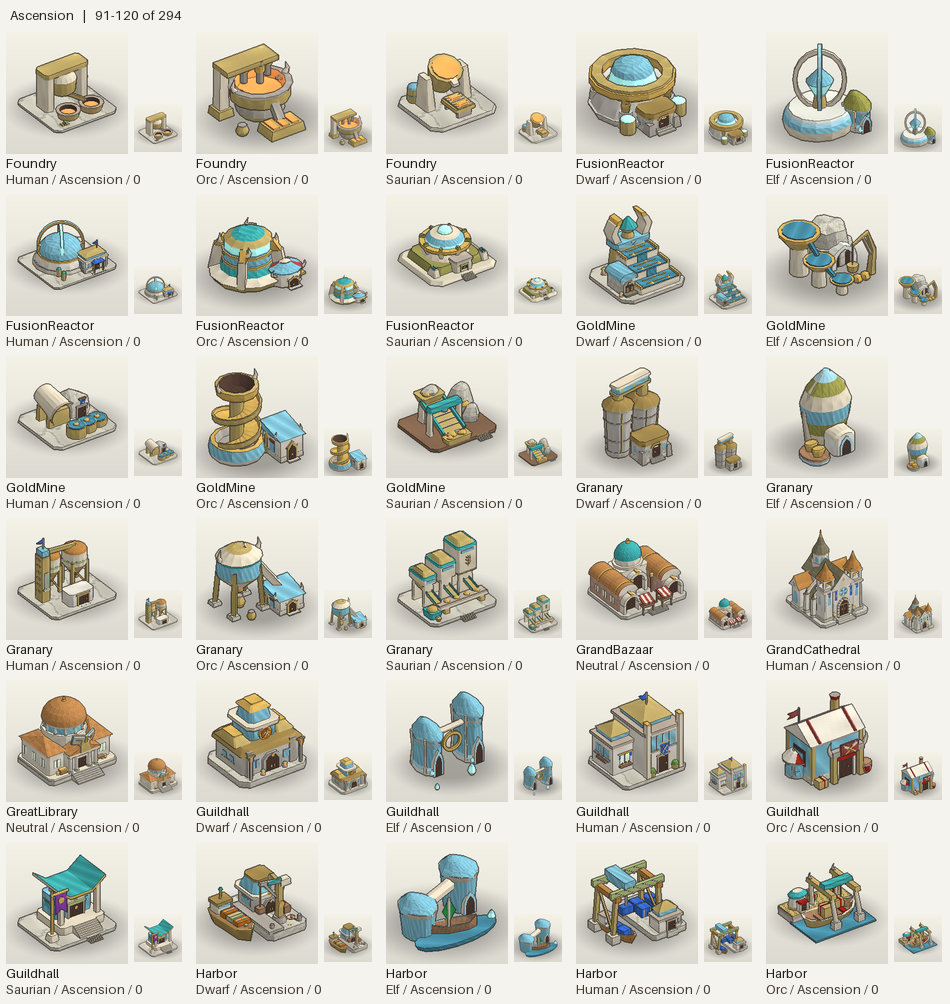 Ascension | 91-120 of 294
Foundry
Human / Ascension / 0
Foundry
Orc / Ascension / 0
Foundry
Saurian / Ascension / 0
FusionReactor
Dwarf / Ascension / 0
FusionReactor
Elf / Ascension / 0
FusionReactor
Human / Ascension / 0
FusionReactor
Orc / Ascension / 0
FusionReactor
Saurian / Ascension / 0
GoldMine
Dwarf / Ascension / 0
GoldMine
Elf / Ascension / 0
GoldMine
Human / Ascension / 0
GoldMine
Orc / Ascension / 0
GoldMine
Saurian / Ascension / 0
Granary
Dwarf / Ascension / 0
Granary
Elf / Ascension / 0
Granary
Human / Ascension / 0
Granary
Orc / Ascension / 0
Granary
Saurian / Ascension / 0
GrandBazaar
Neutral / Ascension / 0
GrandCathedral
Human / Ascension / 0
GreatLibrary
Neutral / Ascension / 0
Guildhall
Dwarf / Ascension / 0
Guildhall
Elf / Ascension / 0
Guildhall
Human / Ascension / 0
Guildhall
Orc / Ascension / 0
Guildhall
Saurian / Ascension / 0
Harbor
Dwarf / Ascension / 0
Harbor
Elf / Ascension / 0
Harbor
Human / Ascension / 0
Harbor
Orc / Ascension / 0